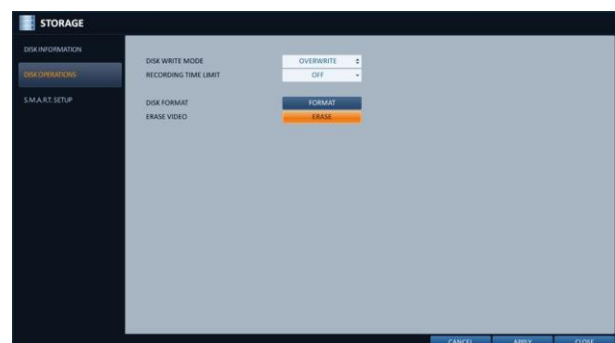 STORAGE
DISK INFORMATION
DISK OPERATIONS
S.M.A.R.T. SETUP
DISK WRITE MODE OVERWRITE
RECORDING TIME LIMIT OFF
DISK FORMAT FORMAT
ERASE VIDEO ERASE
CANCEL APPLY CLOSE